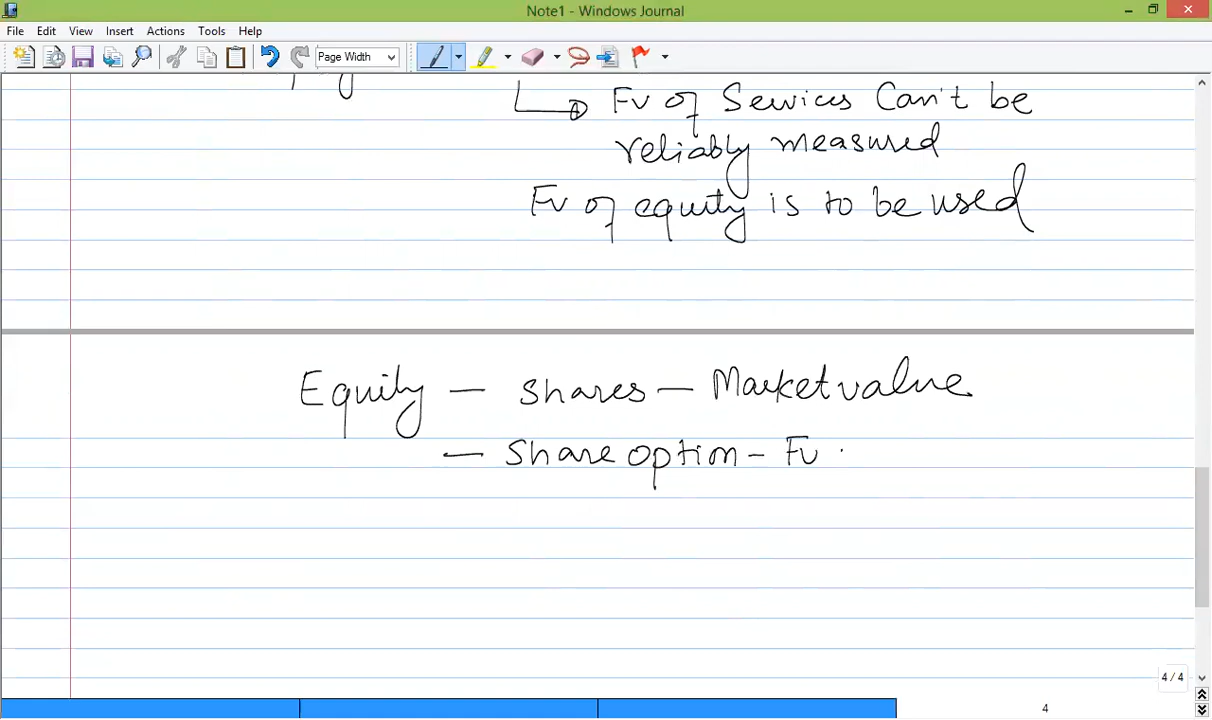 Note1 - Windows Journal
File Edit View Insert Actions Tools Help
Page Width
Fv of Services Can't be
reliably measured
Fv of equity is to be used
Equity — shares — Market value
— Share option - Fv
4 / 4
4